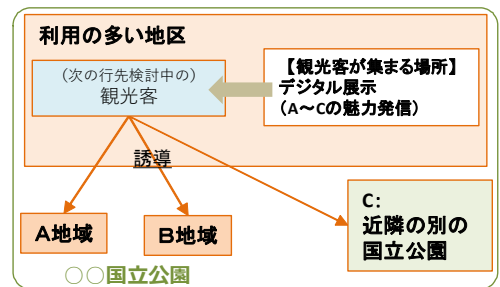 利用の多い地区
（次の行先検討中の）
観光客
【観光客が集まる場所】
デジタル展示
（A～Cの魅力発信）
誘導
A地域
B地域
C:
近隣の別の
国立公園
○○国立公園